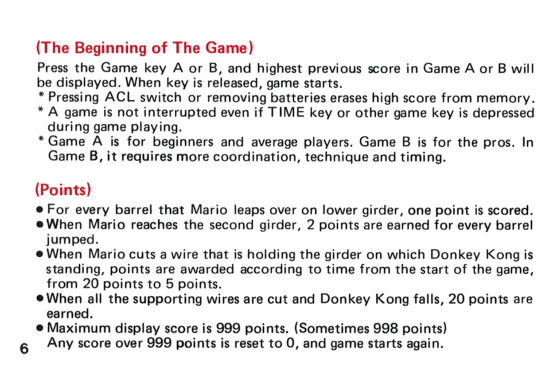 (The Beginning of The Game)
Press the Game key A or B, and highest previous score in Game A or B will
be displayed. When key is released, game starts.
* Pressing ACL switch or removing batteries erases high score from memory.
* A game is not interrupted even if TIME key or other game key is depressed
during game playing.
* Game A is for beginners and average players. Game B is for the pros. In
Game B, it requires more coordination, technique and timing.
(Points)
● For every barrel that Mario leaps over on lower girder, one point is scored.
● When Mario reaches the second girder, 2 points are earned for every barrel
jumped.
● When Mario cuts a wire that is holding the girder on which Donkey Kong is
standing, points are awarded according to time from the start of the game,
from 20 points to 5 points.
● When all the supporting wires are cut and Donkey Kong falls, 20 points are
earned.
● Maximum display score is 999 points. (Sometimes 998 points)
Any score over 999 points is reset to 0, and game starts again.
6